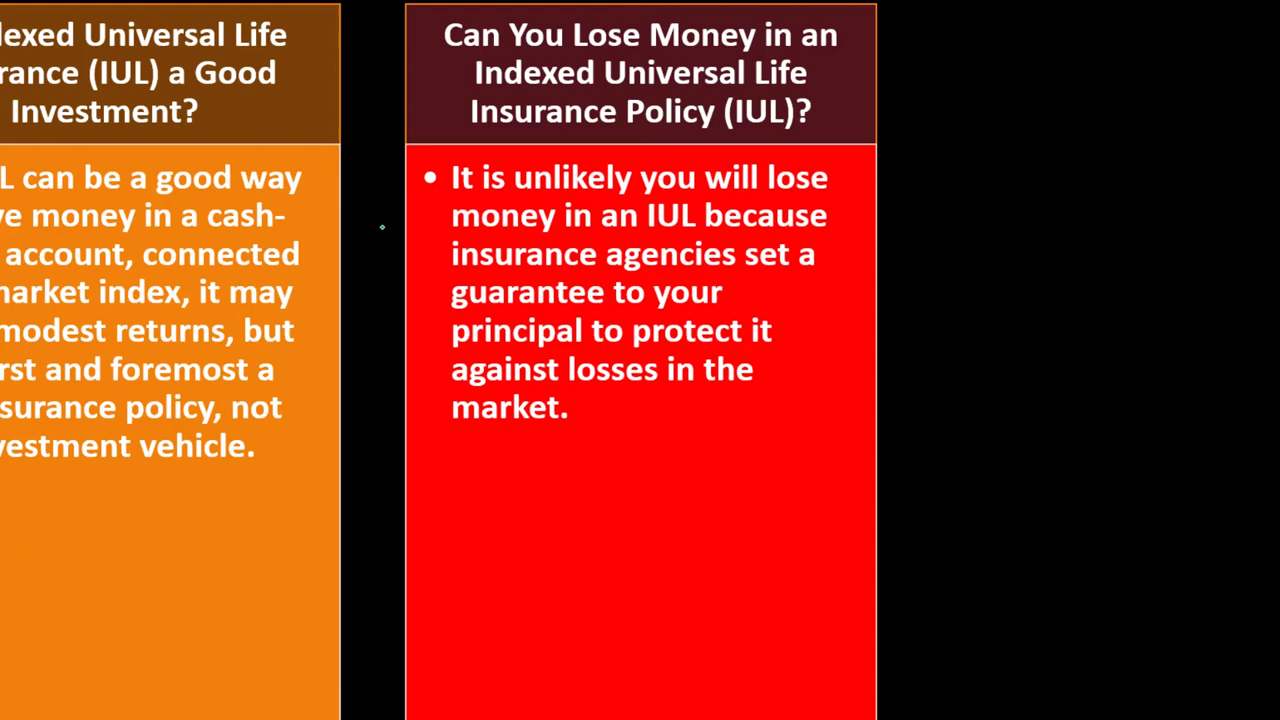 lexed Universal Life
rance (IUL) a Good
Investment?
L can be a good way
ve money in a cash-
account, connected
market index, it may
modest returns, but
rst and foremost a
surance policy, not
vestment vehicle.
Can You Lose Money in an
Indexed Universal Life
Insurance Policy (IUL)?
• It is unlikely you will lose
money in an IUL because
insurance agencies set a
guarantee to your
principal to protect it
against losses in the
market.